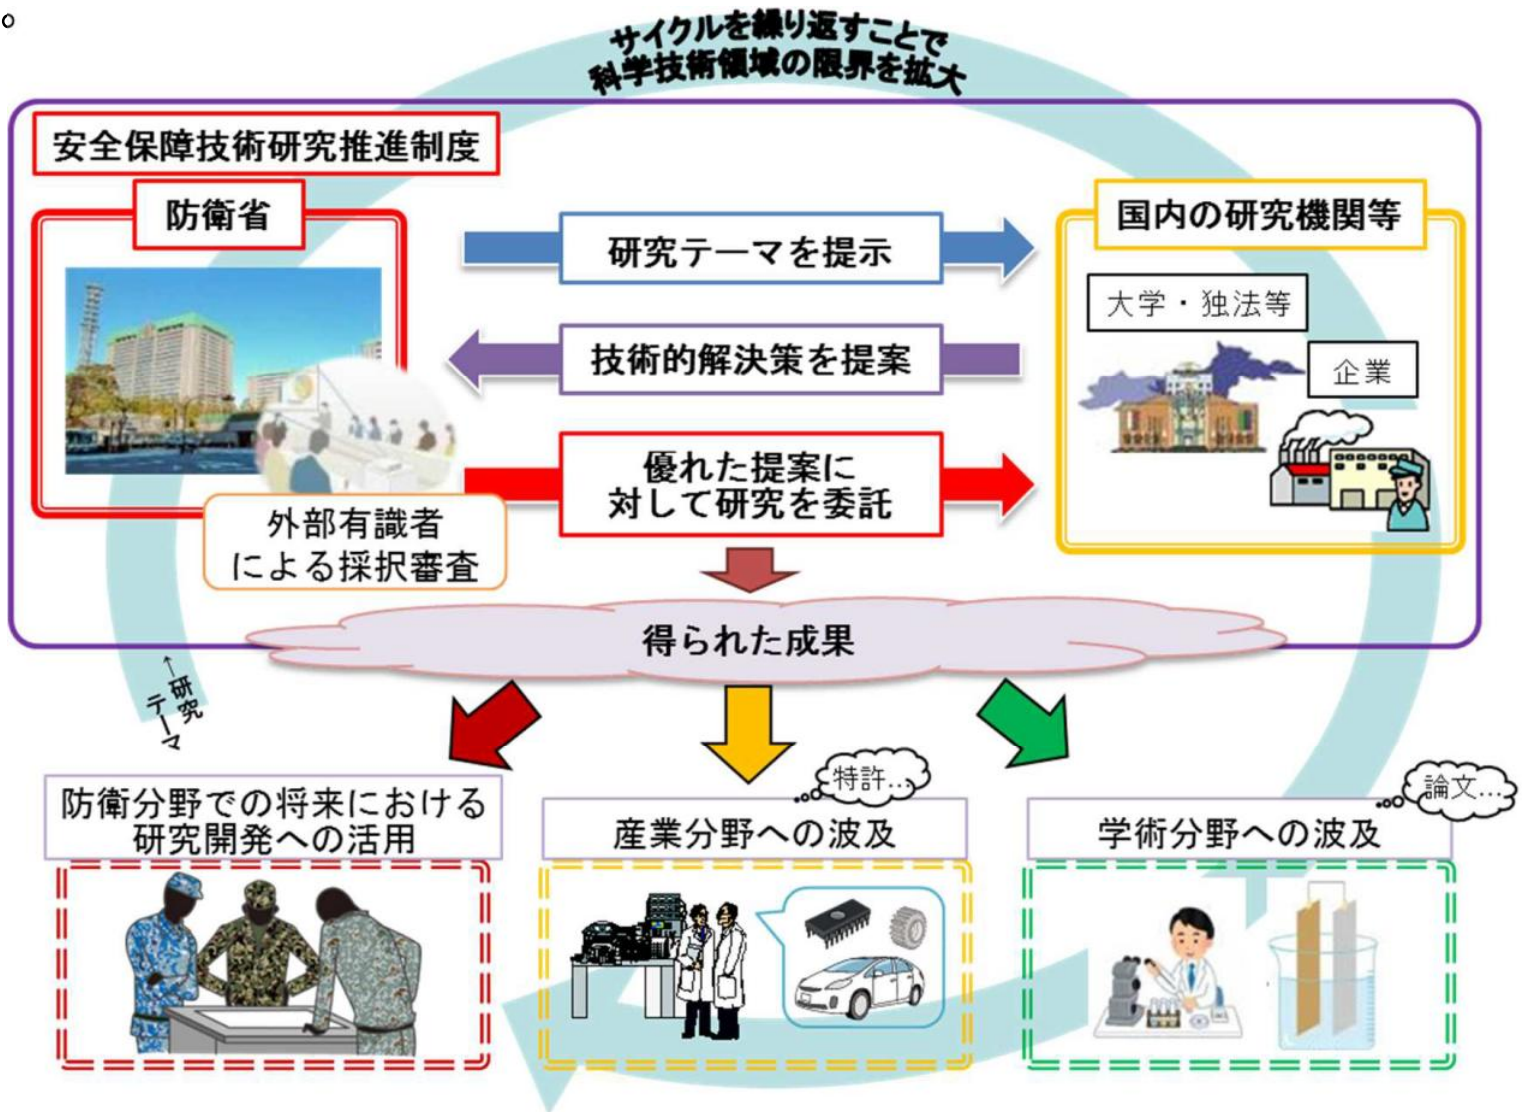 。
サイクルを繰り返すことで
科学技術領域の限界を拡大
安全保障技術研究推進制度
防衛省
国内の研究機関等
研究テーマを提示
大学・独法等
技術的解決策を提案
企業
優れた提案に
対して研究を委託
外部有識者
による採択審査
得られた成果
←研究
テーマ
防衛分野での将来における
研究開発への活用
特許…
産業分野への波及
論文…
学術分野への波及